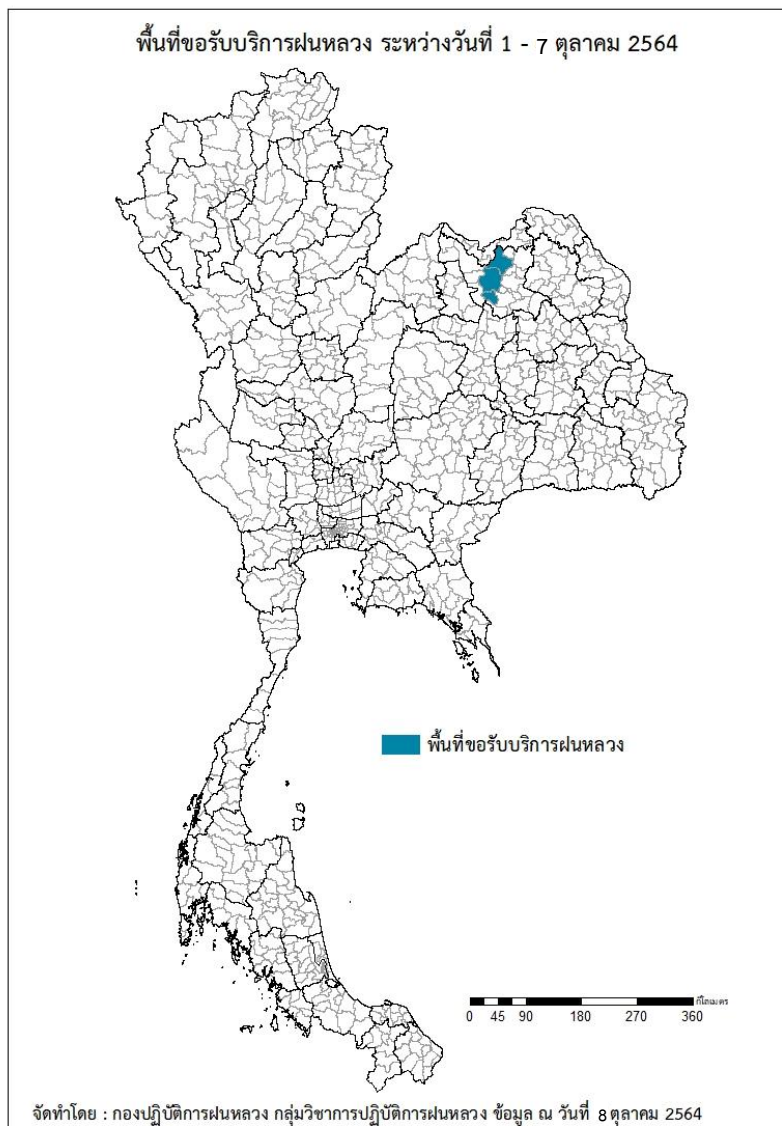 พื้นที่ขอรับบริการฝนหลวง ระหว่างวันที่ 1 - 7 ตุลาคม 2564
พื้นที่ขอรับบริการฝนหลวง
กิโลเมตร
0 45 90 180 270 360
จัดทำโดย : กองปฏิบัติการฝนหลวง กลุ่มวิชาการปฏิบัติการฝนหลวง ข้อมูล ณ วันที่ 8 ตุลาคม 2564